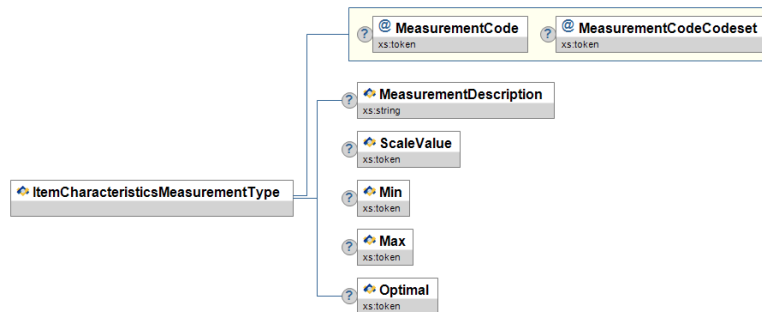 ? @ MeasurementCode
xs:token
? @ MeasurementCodeCodeset
xs:token
? MeasurementDescription
xs:string
? ScaleValue
xs:token
ItemCharacteristicsMeasurementType
? Min
xs:token
? Max
xs:token
? Optimal
xs:token